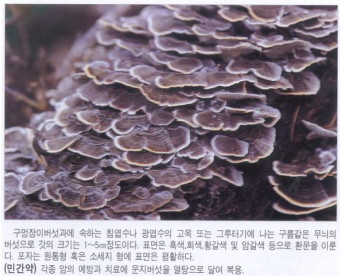 구멍장이버섯과에 속하는 침엽수나 광엽수의 고목 또는 그루터기에 나는 구름같은 무늬의
버섯으로 갓의 크기는 1~5㎝정도이다. 표면은 흑색,회색,황갈색 및 암갈색 등으로 환문을 이룬
다. 포자는 원통형 혹은 소세지 형에 표면은 평활하다.
(민간약) 각종 암의 예방과 치료에 운지버섯을 열탕으로 달여 복용.